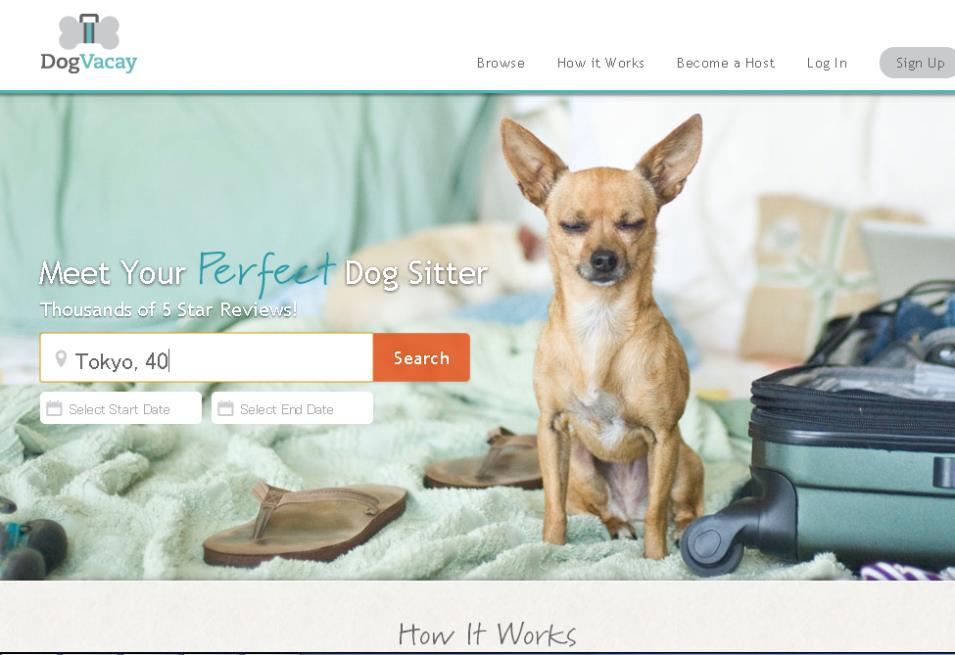 DogVacay
Browse How it Works Become a Host Log In Sign Up
Meet Your Perfect Dog Sitter
Thousands of 5 Star Reviews!
Tokyo, 40 Search
Select Start Date Select End Date
How It Works